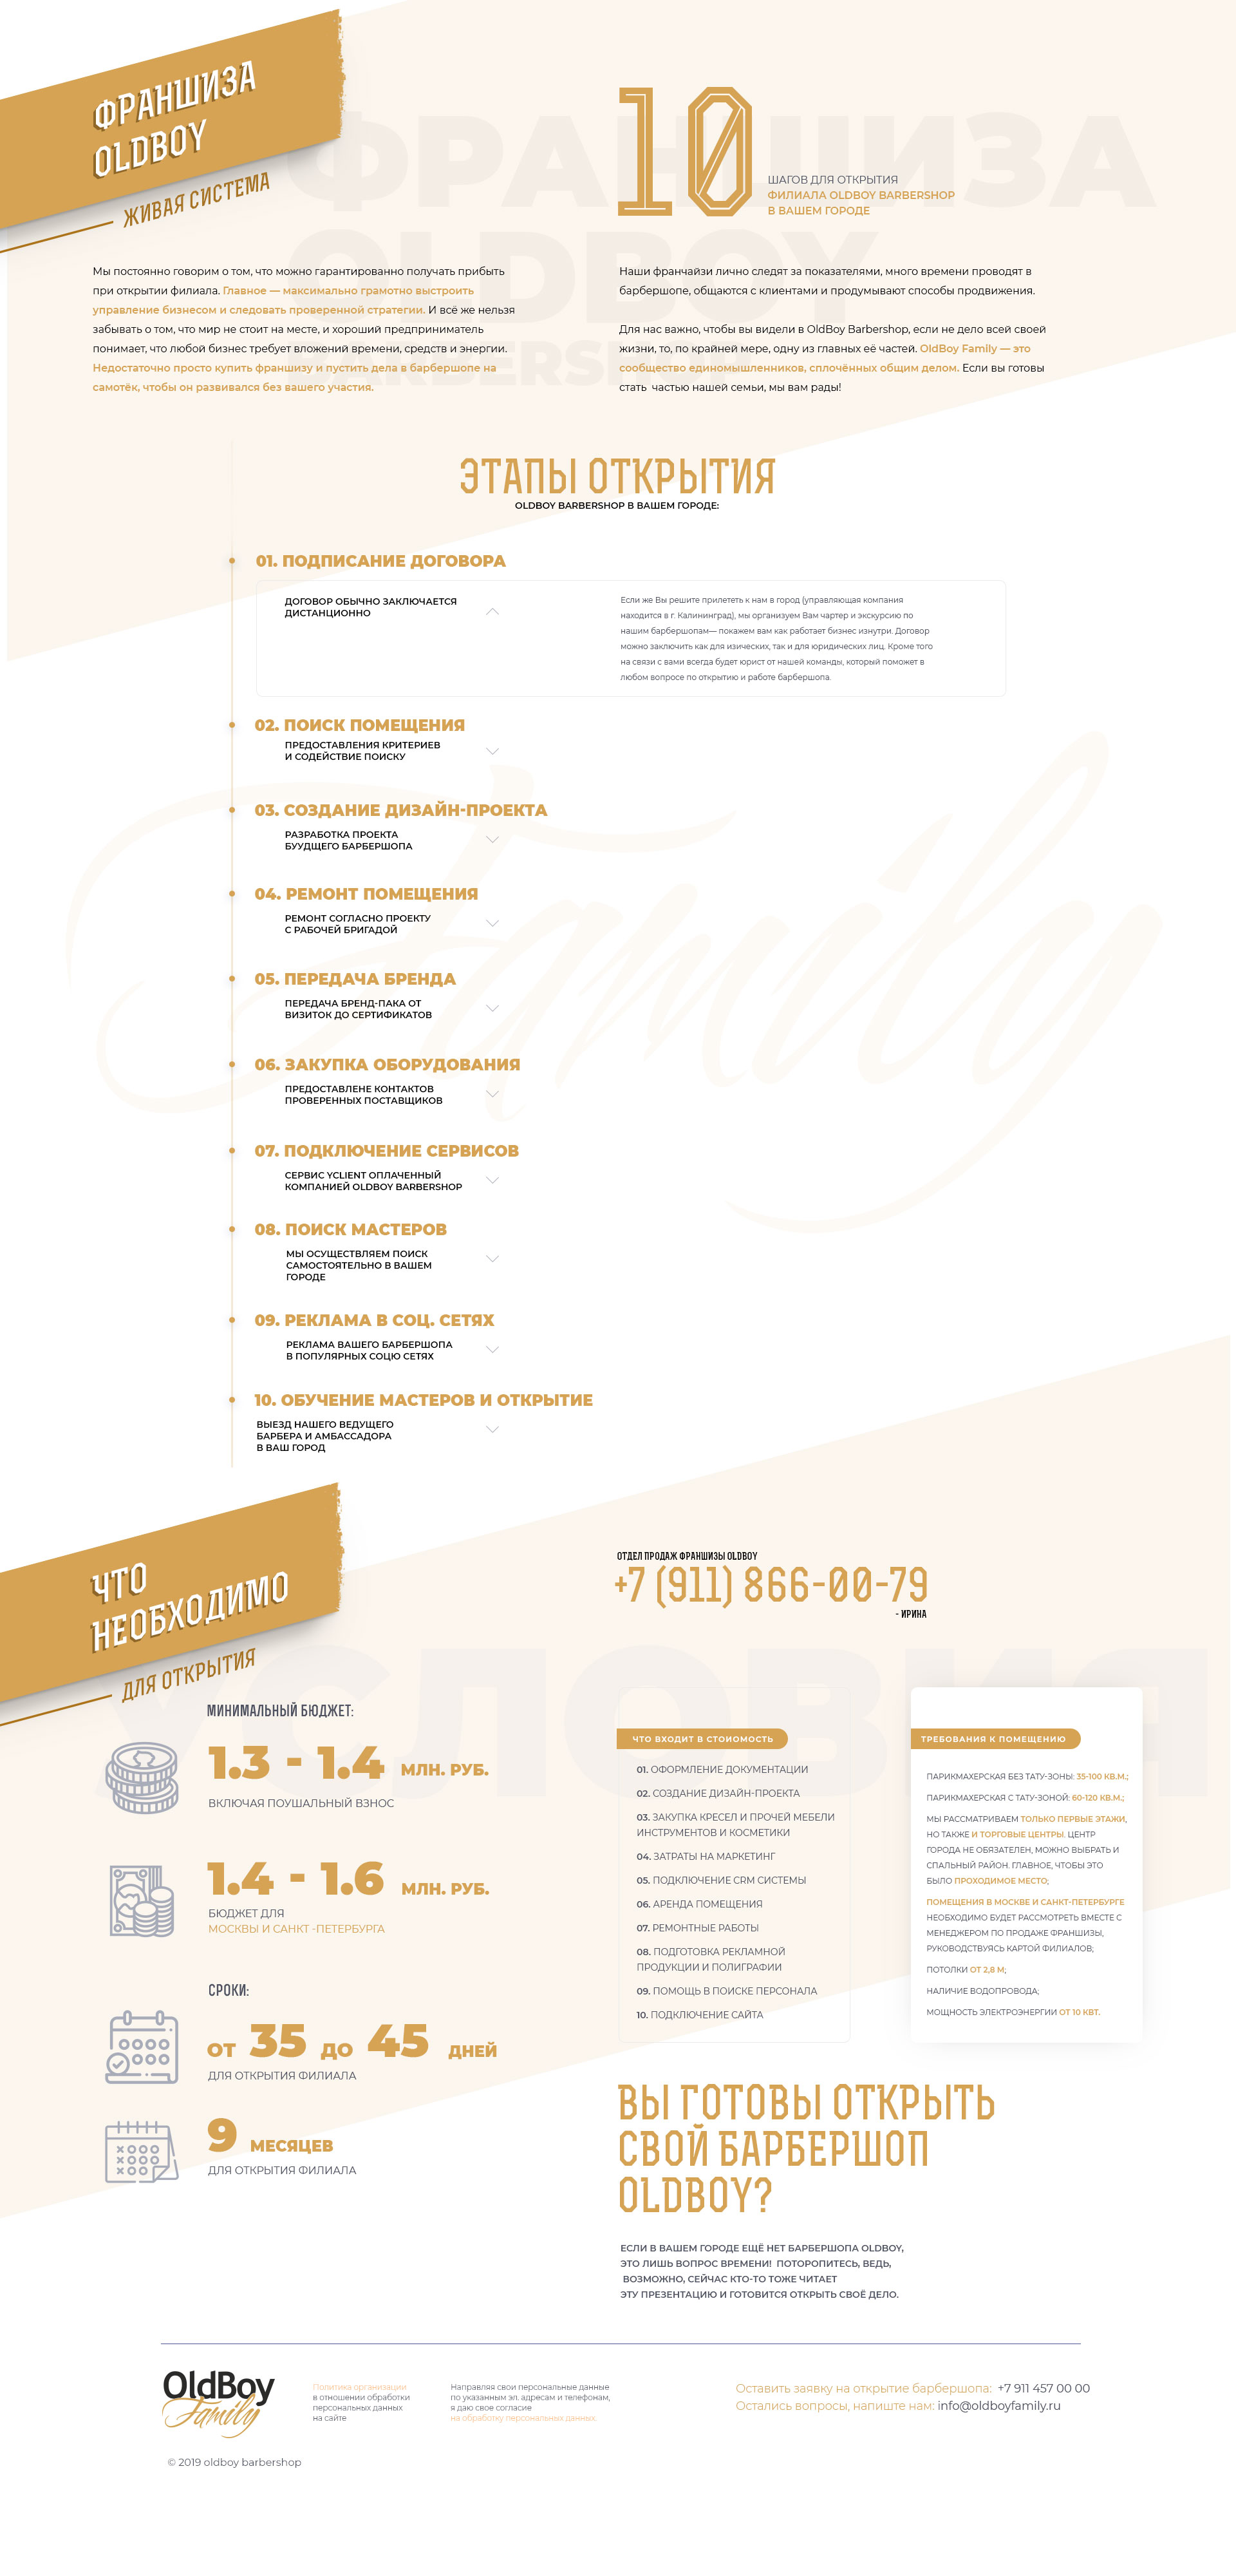 ФРАНШИЗА
OLDBOY
ЖИВАЯ СИСТЕМА
ФРАНШИЗА
OLDBOY
BARBERSHOP
10
ШАГОВ ДЛЯ ОТКРЫТИЯ
ФИЛИАЛА OLDBOY BARBERSHOP
В ВАШЕМ ГОРОДЕ
Мы постоянно говорим о том, что можно гарантированно получать прибыть
при открытии филиала. Главное — максимально грамотно выстроить
управление бизнесом и следовать проверенной стратегии. И всё же нельзя
забывать о том, что мир не стоит на месте, и хороший предприниматель
понимает, что любой бизнес требует вложений времени, средств и энергии.
Недостаточно просто купить франшизу и пустить дела в барбершопе на
самотёк, чтобы он развивался без вашего участия.
Наши франчайзи лично следят за показателями, много времени проводят в
барбершопе, общаются с клиентами и продумывают способы продвижения.
Для нас важно, чтобы вы видели в OldBoy Barbershop, если не дело всей своей
жизни, то, по крайней мере, одну из главных её частей. OldBoy Family — это
сообщество единомышленников, сплочённых общим делом. Если вы готовы
стать частью нашей семьи, мы вам рады!
ЭТАПЫ ОТКРЫТИЯ
OLDBOY BARBERSHOP В ВАШЕМ ГОРОДЕ:
01. ПОДПИСАНИЕ ДОГОВОРА
ДОГОВОР ОБЫЧНО ЗАКЛЮЧАЕТСЯ
ДИСТАНЦИОННО
Если же Вы решите прилететь к нам в город (управляющая компания
находится в г. Калининград), мы организуем Вам чартер и экскурсию по
нашим барбершопам— покажем вам как работает бизнес изнутри. Договор
можно заключить как для изических, так и для юридических лиц. Кроме того
на связи с вами всегда будет юрист от нашей команды, который поможет в
любом вопросе по открытию и работе барбершопа.
Family
02. ПОИСК ПОМЕЩЕНИЯ
ПРЕДОСТАВЛЕНИЯ КРИТЕРИЕВ
И СОДЕЙСТВИЕ ПОИСКУ
03. СОЗДАНИЕ ДИЗАЙН-ПРОЕКТА
РАЗРАБОТКА ПРОЕКТА
БУУДЩЕГО БАРБЕРШОПА
04. РЕМОНТ ПОМЕЩЕНИЯ
РЕМОНТ СОГЛАСНО ПРОЕКТУ
С РАБОЧЕЙ БРИГАДОЙ
05. ПЕРЕДАЧА БРЕНДА
ПЕРЕДАЧА БРЕНД-ПАКА ОТ
ВИЗИТОК ДО СЕРТИФИКАТОВ
06. ЗАКУПКА ОБОРУДОВАНИЯ
ПРЕДОСТАВЛЕНЕ КОНТАКТОВ
ПРОВЕРЕННЫХ ПОСТАВЩИКОВ
07. ПОДКЛЮЧЕНИЕ СЕРВИСОВ
СЕРВИС YCLIENT ОПЛАЧЕННЫЙ
КОМПАНИЕЙ OLDBOY BARBERSHOP
08. ПОИСК МАСТЕРОВ
МЫ ОСУЩЕСТВЛЯЕМ ПОИСК
САМОСТОЯТЕЛЬНО В ВАШЕМ
ГОРОДЕ
09. РЕКЛАМА В СОЦ. СЕТЯХ
РЕКЛАМА ВАШЕГО БАРБЕРШОПА
В ПОПУЛЯРНЫХ СОЦЮ СЕТЯХ
10. ОБУЧЕНИЕ МАСТЕРОВ И ОТКРЫТИЕ
ВЫЕЗД НАШЕГО ВЕДУЩЕГО
БАРБЕРА И АМБАССАДОРА
В ВАШ ГОРОД
ЧТО
НЕОБХОДИМО
ДЛЯ ОТКРЫТИЯ
ОТДЕЛ ПРОДАЖ ФРАНШИЗЫ OLDBOY
+7 (911) 866-00-79
- ИРИНА
УСЛОВИЯ
МИНИМАЛЬНЫЙ БЮДЖЕТ:
1.3 - 1.4 МЛН. РУБ.
ВКЛЮЧАЯ ПОУШАЛЬНЫЙ ВЗНОС
1.4 - 1.6 МЛН. РУБ.
БЮДЖЕТ ДЛЯ
МОСКВЫ И САНКТ -ПЕТЕРБУРГА
СРОКИ:
ОТ 35 ДО 45 ДНЕЙ
ДЛЯ ОТКРЫТИЯ ФИЛИАЛА
9 МЕСЯЦЕВ
ДЛЯ ОТКРЫТИЯ ФИЛИАЛА
ЧТО ВХОДИТ В СТОИОМОСТЬ
01. ОФОРМЛЕНИЕ ДОКУМЕНТАЦИИ
02. СОЗДАНИЕ ДИЗАЙН-ПРОЕКТА
03. ЗАКУПКА КРЕСЕЛ И ПРОЧЕЙ МЕБЕЛИ
ИНСТРУМЕНТОВ И КОСМЕТИКИ
04. ЗАТРАТЫ НА МАРКЕТИНГ
05. ПОДКЛЮЧЕНИЕ CRM СИСТЕМЫ
06. АРЕНДА ПОМЕЩЕНИЯ
07. РЕМОНТНЫЕ РАБОТЫ
08. ПОДГОТОВКА РЕКЛАМНОЙ
ПРОДУКЦИИ И ПОЛИГРАФИИ
09. ПОМОЩЬ В ПОИСКЕ ПЕРСОНАЛА
10. ПОДКЛЮЧЕНИЕ САЙТА
ТРЕБОВАНИЯ К ПОМЕЩЕНИЮ
ПАРИКМАХЕРСКАЯ БЕЗ ТАТУ-ЗОНЫ: 35-100 КВ.М.;
ПАРИКМАХЕРСКАЯ С ТАТУ-ЗОНОЙ: 60-120 КВ.М.;
МЫ РАССМАТРИВАЕМ ТОЛЬКО ПЕРВЫЕ ЭТАЖИ,
НО ТАКЖЕ И ТОРГОВЫЕ ЦЕНТРЫ. ЦЕНТР
ГОРОДА НЕ ОБЯЗАТЕЛЕН, МОЖНО ВЫБРАТЬ И
СПАЛЬНЫЙ РАЙОН. ГЛАВНОЕ, ЧТОБЫ ЭТО
БЫЛО ПРОХОДИМОЕ МЕСТО;
ПОМЕЩЕНИЯ В МОСКВЕ И САНКТ-ПЕТЕРБУРГЕ
НЕОБХОДИМО БУДЕТ РАССМОТРЕТЬ ВМЕСТЕ С
МЕНЕДЖЕРОМ ПО ПРОДАЖЕ ФРАНШИЗЫ,
РУКОВОДСТВУЯСЬ КАРТОЙ ФИЛИАЛОВ;
ПОТОЛКИ ОТ 2,8 М;
НАЛИЧИЕ ВОДОПРОВОДА;
МОЩНОСТЬ ЭЛЕКТРОЭНЕРГИИ ОТ 10 КВТ.
ВЫ ГОТОВЫ ОТКРЫТЬ
СВОЙ БАРБЕРШОП
OLDBOY?
ЕСЛИ В ВАШЕМ ГОРОДЕ ЕЩЁ НЕТ БАРБЕРШОПА OLDBOY,
ЭТО ЛИШЬ ВОПРОС ВРЕМЕНИ! ПОТОРОПИТЕСЬ, ВЕДЬ,
ВОЗМОЖНО, СЕЙЧАС КТО-ТО ТОЖЕ ЧИТАЕТ
ЭТУ ПРЕЗЕНТАЦИЮ И ГОТОВИТСЯ ОТКРЫТЬ СВОЁ ДЕЛО.
OldBoy
Family
Политика организации
в отношении обработки
персональных данных
на сайте
Направляя свои персональные данные
по указанным эл. адресам и телефонам,
я даю свое согласие
на обработку персональных данных.
Оставить заявку на открытие барбершопа: +7 911 457 00 00
Остались вопросы, напиште нам: info@oldboyfamily.ru
© 2019 oldboy barbershop